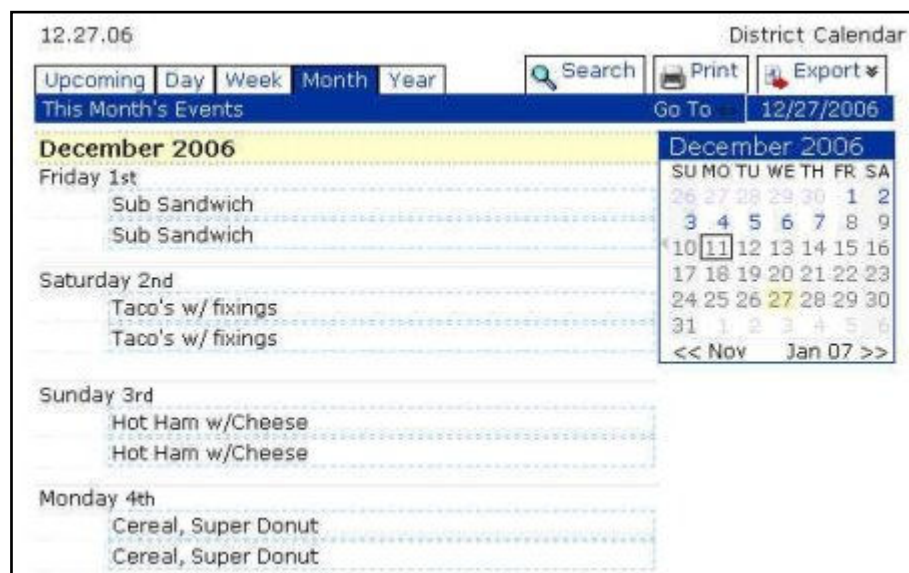 12.27.06 District Calendar
Upcoming Day Week Month Year Search Print Export
This Month's Events Go To 12/27/2006
December 2006
Friday 1st
Sub Sandwich
Sub Sandwich
Saturday 2nd
Taco's w/ fixings
Taco's w/ fixings
Sunday 3rd
Hot Ham w/Cheese
Hot Ham w/Cheese
Monday 4th
Cereal, Super Donut
Cereal, Super Donut
December 2006
SU MO TU WE TH FR SA
26 27 28 29 30 1 2
3 4 5 6 7 8 9
10 11 12 13 14 15 16
17 18 19 20 21 22 23
24 25 26 27 28 29 30
31 1 2 3 4 5 6
<< Nov Jan 07 >>